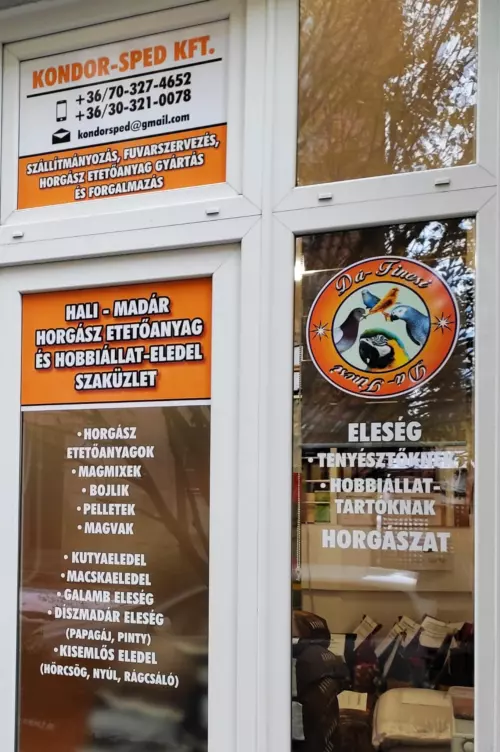 KONDOR-SPED KFT.
+36/70-327-4652
+36/30-321-0078
kondorsped@gmail.com
SZÁLLÍTMÁNYOZÁS, FUVARSZERVEZÉS,
HORGÁSZ ETETŐANYAG GYÁRTÁS
ÉS FORGALMAZÁS
HALI - MADÁR
HORGÁSZ ETETŐANYAG
ÉS HOBBIÁLLAT-ELEDEL
SZAKÜZLET
• HORGÁSZ
ETETŐANYAGOK
• MAGMIXEK
• BOJLIK
• PELLETEK
• MAGVAK
• KUTYAELEDEL
• MACSKAELEDEL
• GALAMB ELESÉG
• DÍSZMADÁR ELESÉG
(PAPAGÁJ, PINTY)
• KISEMLŐS ELEDEL
(HÖRCSÖG, NYÚL, RÁGCSÁLÓ)
Da-Finest
Da-Finest
ELESÉG
• TENYÉSZTŐKNEK
• HOBBIÁLLAT-
TARTÓKNAK
HORGÁSZAT